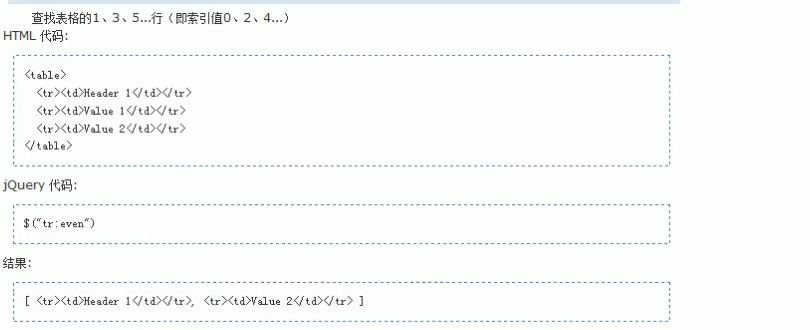 查找表格的1、3、5...行（即索引值0、2、4...）
HTML 代码:
<table>
  <tr><td>Header 1</td></tr>
  <tr><td>Value 1</td></tr>
  <tr><td>Value 2</td></tr>
</table>
jQuery 代码:
$("tr:even")
结果:
[ <tr><td>Header 1</td></tr>, <tr><td>Value 2</td></tr> ]